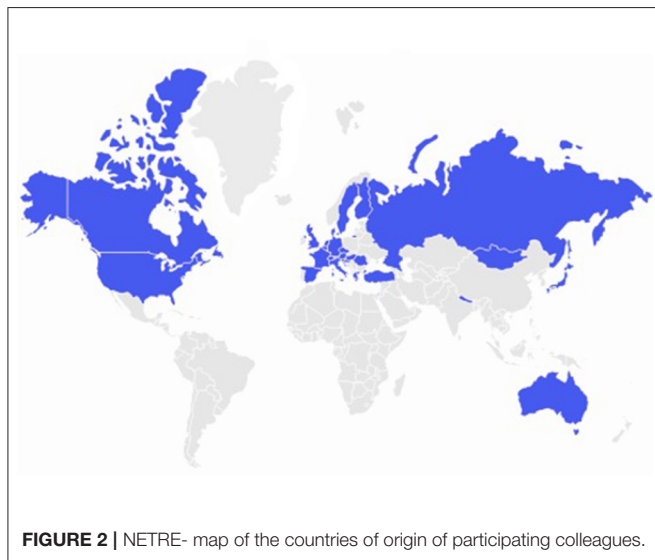 FIGURE 2 | NETRE- map of the countries of origin of participating colleagues.